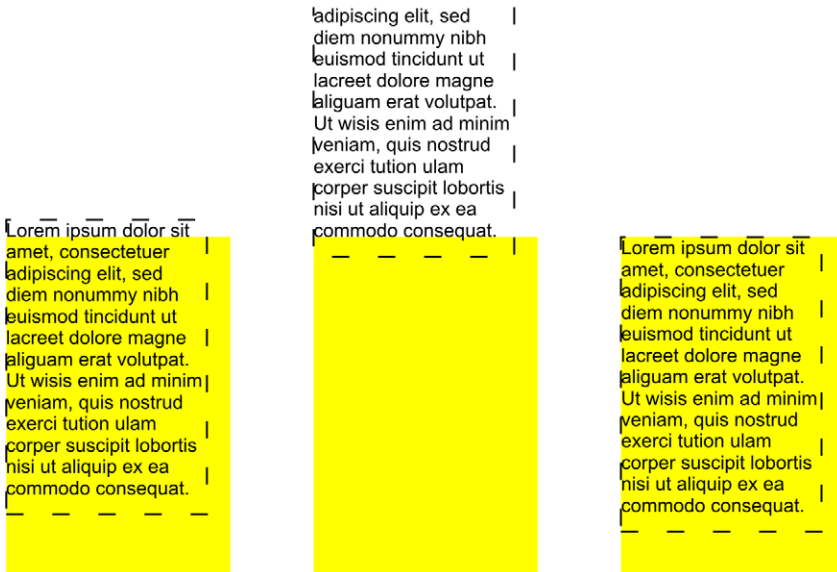 Lorem ipsum dolor sit
amet, consectetuer
adipiscing elit, sed
diem nonummy nibh
euismod tincidunt ut
lacreet dolore magne
aliguam erat volutpat.
Ut wisis enim ad minim
veniam, quis nostrud
exerci tution ulam
corper suscipit lobortis
nisi ut aliquip ex ea
commodo consequat.
adipiscing elit, sed
diem nonummy nibh
euismod tincidunt ut
lacreet dolore magne
aliguam erat volutpat.
Ut wisis enim ad minim
veniam, quis nostrud
exerci tution ulam
corper suscipit lobortis
nisi ut aliquip ex ea
commodo consequat.
Lorem ipsum dolor sit
amet, consectetuer
adipiscing elit, sed
diem nonummy nibh
euismod tincidunt ut
lacreet dolore magne
aliguam erat volutpat.
Ut wisis enim ad minim
veniam, quis nostrud
exerci tution ulam
corper suscipit lobortis
nisi ut aliquip ex ea
commodo consequat.